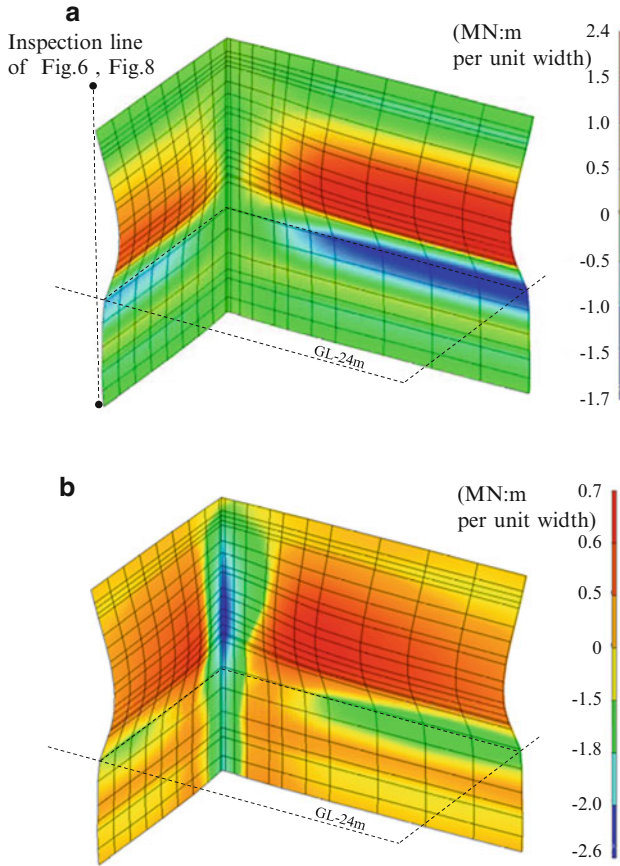 a
Inspection line
of Fig.6 , Fig.8
(MN:m
per unit width)
2.4
1.5
1.0
0.5
0
-0.5
-1.0
-1.5
-1.7
GL-24m
b
(MN:m
per unit width)
0.7
0.6
0.5
0
-1.5
-1.8
-2.0
-2.6
GL-24m